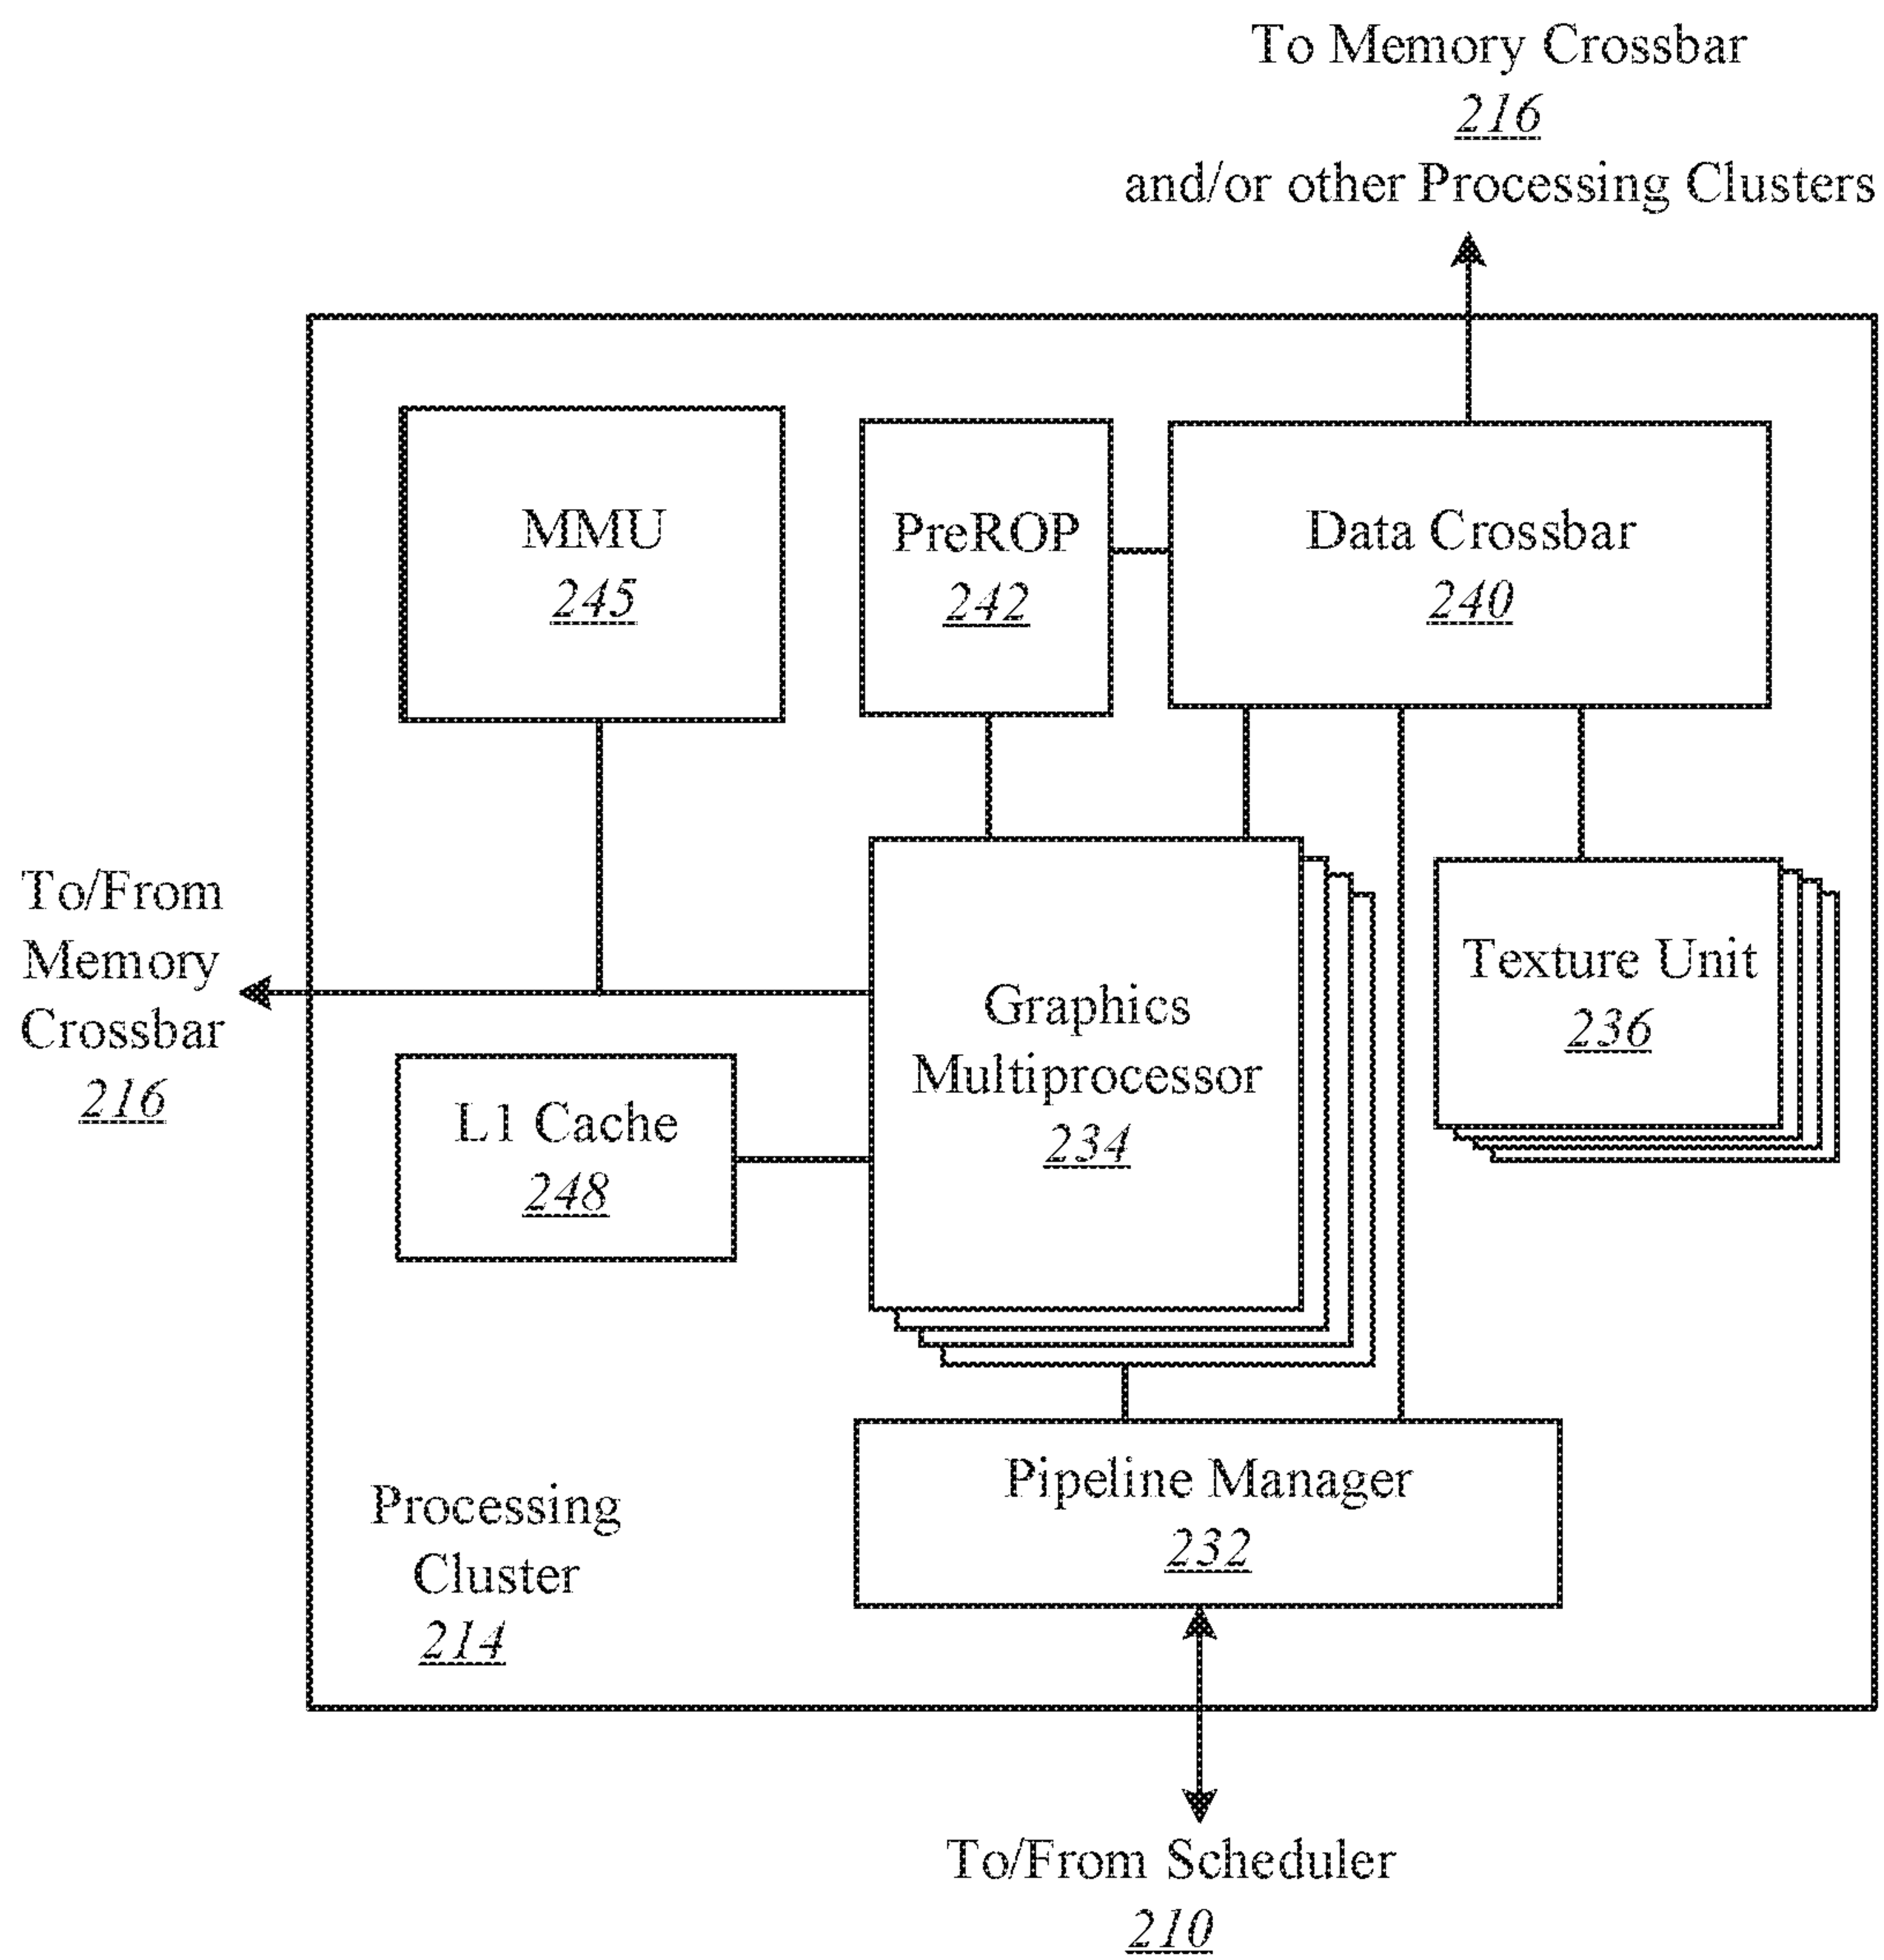 To Memory Crossbar
216
and/or other Processing Clusters
MMU
245
PreROP
242
Data Crossbar
240
To/From
Memory
Crossbar
216
Graphics
Multiprocessor
234
Texture Unit
236
L1 Cache
248
Pipeline Manager
232
Processing
Cluster
214
To/From Scheduler
210